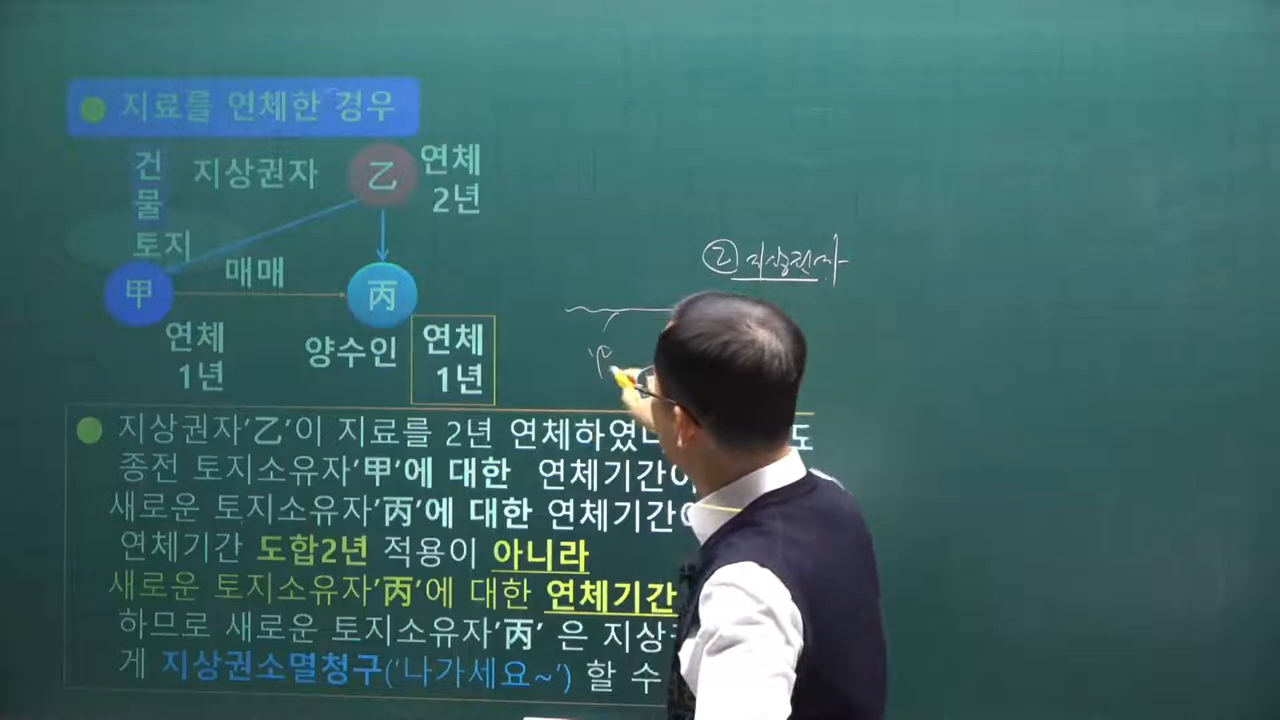 지료를 연체한 경우
건물
지상권자
乙
연체 2년
토지
매매
甲
丙
연체 1년
양수인
연체 1년
② 지상권자
지상권자'乙'이 지료를 2년 연체하였 도
종전 토지소유자'甲'에 대한 연체기간이
새로운 토지소유자'丙'에 대한 연체기간이
연체기간 도합2년 적용이 아니라
새로운 토지소유자'丙'에 대한 연체기간
하므로 새로운 토지소유자'丙' 은 지상
게 지상권소멸청구('나가세요~') 할 수